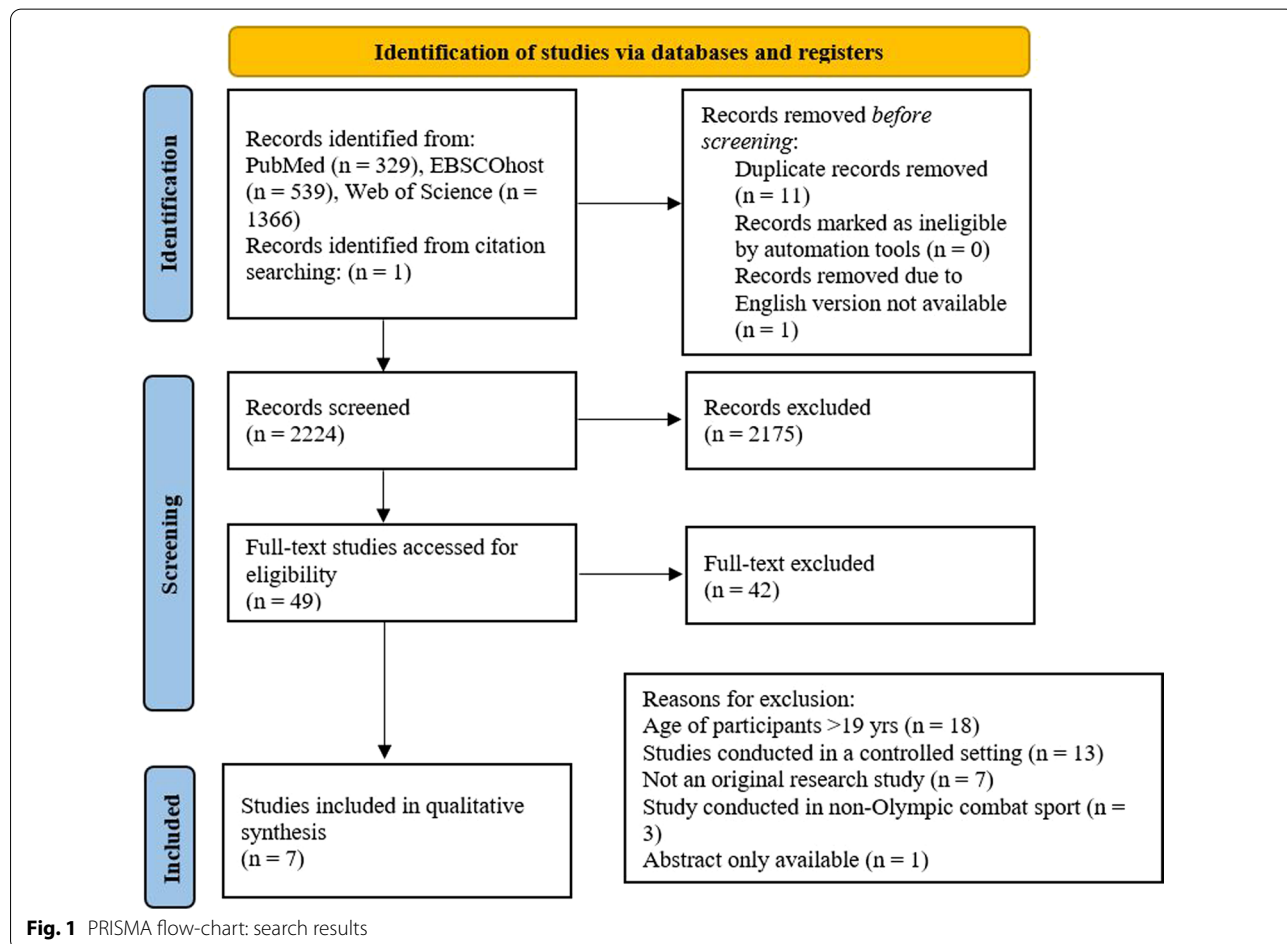 Identification of studies via databases and registers
Identification
Records identified from:
PubMed (n = 329), EBSCOhost
(n = 539), Web of Science (n =
1366)
Records identified from citation
searching: (n = 1)
Records removed before
screening:
Duplicate records removed
(n = 11)
Records marked as ineligible
by automation tools (n = 0)
Records removed due to
English version not available
(n = 1)
Screening
Records screened
(n = 2224)
Records excluded
(n = 2175)
Full-text studies accessed for
eligibility
(n = 49)
Full-text excluded
(n = 42)
Reasons for exclusion:
Age of participants >19 yrs (n = 18)
Studies conducted in a controlled setting (n = 13)
Not an original research study (n = 7)
Study conducted in non-Olympic combat sport (n =
3)
Abstract only available (n = 1)
Included
Studies included in qualitative
synthesis
(n = 7)
Fig. 1 PRISMA flow-chart: search results